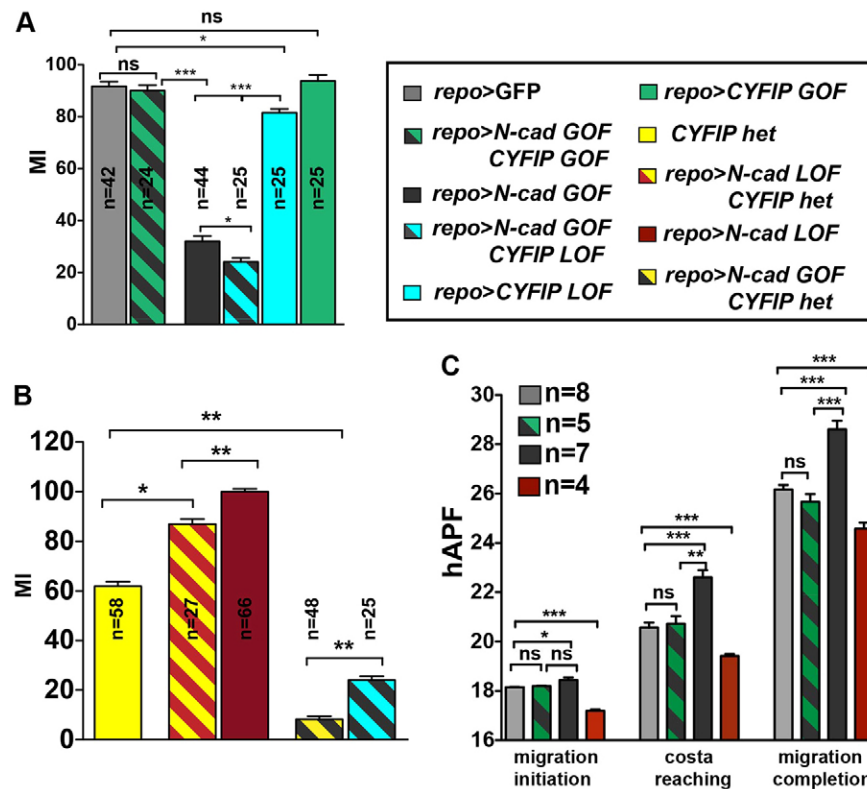 A
ns
*
ns
***
***
*
100
80
60
40
20
0
MI
n=42
n=24
n=44
n=25
n=25
n=25
repo>GFP
repo>N-cad GOF
CYFIP GOF
repo>N-cad GOF
repo>N-cad GOF
CYFIP LOF
repo>CYFIP LOF
repo>CYFIP GOF
CYFIP het
repo>N-cad LOF
CYFIP het
repo>N-cad LOF
repo>N-cad GOF
CYFIP het
B
**
*
**
**
120
100
80
60
40
20
0
MI
n=58
n=27
n=66
n=48
n=25
C
n=8
n=5
n=7
n=4
30
28
26
24
22
20
18
16
hAPF
***
*
ns
ns
***
***
**
ns
***
***
***
ns
migration
initiation
costa
reaching
migration
completion